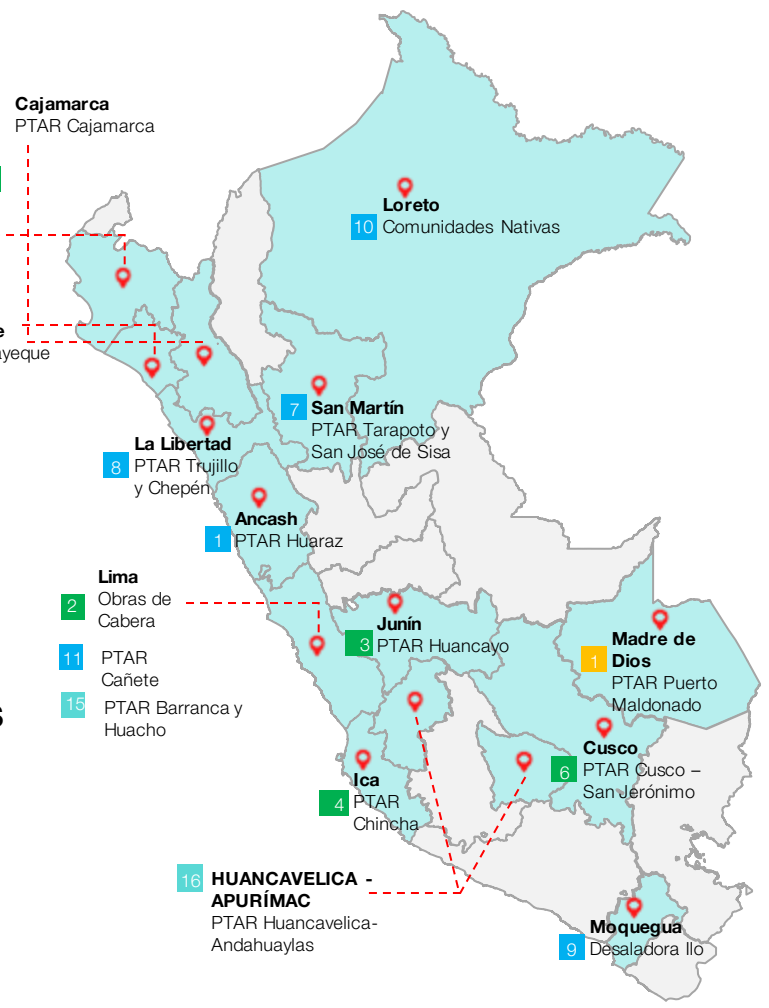 Cajamarca
PTAR Cajamarca
Loreto
10 Comunidades Nativas
7 San Martín
PTAR Tarapoto y
San José de Sisa
La Libertad
8 PTAR Trujillo
y Chepén
Ancash
1 PTAR Huaraz
Lima
2 Obras de
Cabera
11 PTAR
Cañete
15 PTAR Barranca y
Huacho
Junín
3 PTAR Huancayo
Madre de
1 Dios
PTAR Puerto
Maldonado
Cusco
6 PTAR Cusco –
San Jerónimo
Ica
4 PTAR
Chincha
16 HUANCAVELICA -
APURÍMAC
PTAR Huancavelica-
Andahuaylas
Moquegua
9 Desaladora Ilo